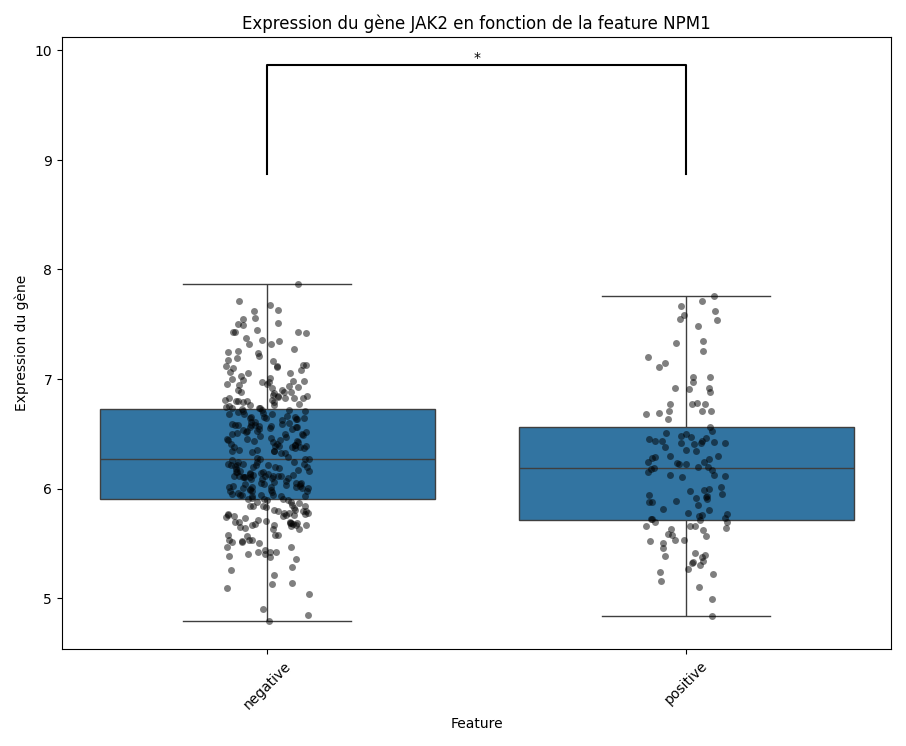 Expression du gène JAK2 en fonction de la feature NPM1
*
10
9
8
7
6
5
Expression du gène
negative
positive
Feature